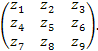 (z₁ z₂ z₃
z₄ z₅ z₆
z₇ z₈ z₉).